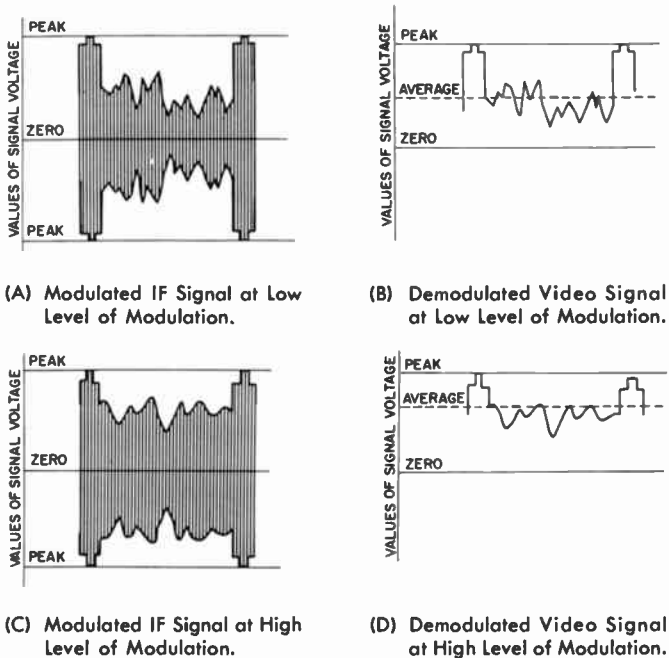 VALUES OF SIGNAL VOLTAGE
PEAK
ZERO
PEAK
(A) Modulated IF Signal at Low
Level of Modulation.
VALUES OF SIGNAL VOLTAGE
PEAK
AVERAGE
ZERO
(B) Demodulated Video Signal
at Low Level of Modulation.
VALUES OF SIGNAL VOLTAGE
PEAK
ZERO
PEAK
(C) Modulated IF Signal at High
Level of Modulation.
VALUES OF SIGNAL VOLTAGE
PEAK
AVERAGE
ZERO
(D) Demodulated Video Signal
at High Level of Modulation.